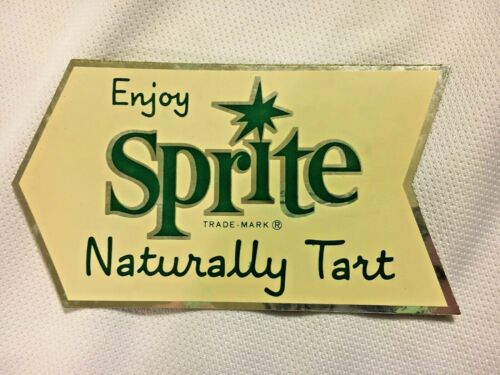 Enjoy
Sprite
TRADE-MARK ®
Naturally Tart